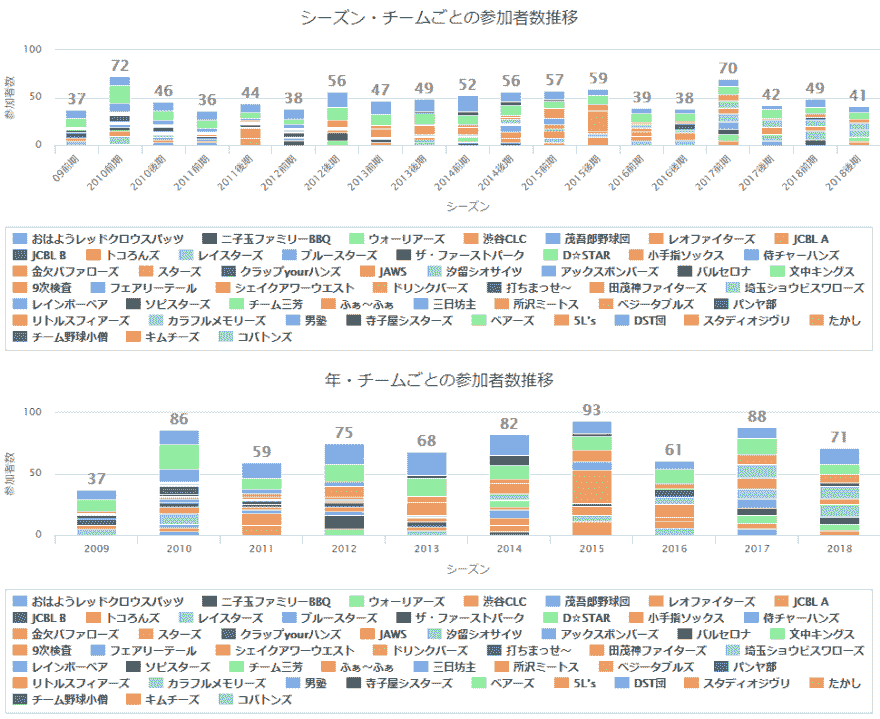 シーズン・チームごとの参加者数推移
100
50
0
参加者数
37 72 46 36 44 38 56 47 49 52 56 57 59 39 38 70 42 49 41
09前期 2010前期 2010後期 2011前期 2011後期 2012前期 2012後期 2013前期 2013後期 2014前期 2014後期 2015前期 2015後期 2016前期 2016後期 2017前期 2017後期 2018前期 2018後期
シーズン
おはようレッドクロウスパッツ 二子玉ファミリーBBQ ウォーリアーズ 渋谷CLC 茂吾郎野球団 レオファイターズ JCBL A
JCBL B トコろんズ レイスターズ ブルースターズ ザ・ファーストパーク D☆STAR 小手指ソックス 侍チャーハンズ
金欠バファローズ スターズ クラップyourハンズ JAWS 汐留シオサイツ アックスボンバーズ バルセロナ 文中キングス
9次検査 フェアリーテール シェイクアワーウエスト ドリンクバーズ 打ちまっせ～ 田茂神ファイターズ 埼玉ショウビスワローズ
レインボーベア ソピスターズ チーム三芳 ふぁ～ふぁ 三日坊主 所沢ミートス ベジータブルズ パンヤ部
リトルスフィアーズ カラフルメモリーズ 男塾 寺子屋シスターズ ベアーズ 5L's DST団 スタディオジヴリ たかし
チーム野球小僧 キムチーズ コバトンズ
年・チームごとの参加者数推移
100
50
0
参加者数
37 86 59 75 68 82 93 61 88 71
2009 2010 2011 2012 2013 2014 2015 2016 2017 2018
シーズン
おはようレッドクロウスパッツ 二子玉ファミリーBBQ ウォーリアーズ 渋谷CLC 茂吾郎野球団 レオファイターズ JCBL A
JCBL B トコろんズ レイスターズ ブルースターズ ザ・ファーストパーク D☆STAR 小手指ソックス 侍チャーハンズ
金欠バファローズ スターズ クラップyourハンズ JAWS 汐留シオサイツ アックスボンバーズ バルセロナ 文中キングス
9次検査 フェアリーテール シェイクアワーウエスト ドリンクバーズ 打ちまっせ～ 田茂神ファイターズ 埼玉ショウビスワローズ
レインボーベア ソピスターズ チーム三芳 ふぁ～ふぁ 三日坊主 所沢ミートス ベジータブルズ パンヤ部
リトルスフィアーズ カラフルメモリーズ 男塾 寺子屋シスターズ ベアーズ 5L's DST団 スタディオジヴリ たかし
チーム野球小僧 キムチーズ コバトンズ